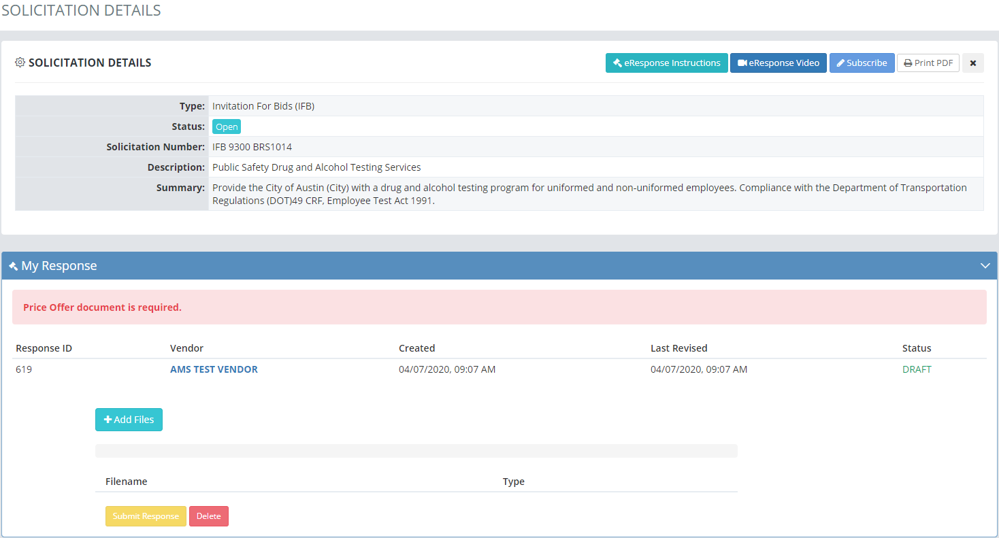 SOLICITATION DETAILS
SOLICITATION DETAILS
eResponse Instructions
eResponse Video
Subscribe
Print PDF
Type: Invitation For Bids (IFB)
Status: Open
Solicitation Number: IFB 9300 BRS1014
Description: Public Safety Drug and Alcohol Testing Services
Summary: Provide the City of Austin (City) with a drug and alcohol testing program for uniformed and non-uniformed employees. Compliance with the Department of Transportation
Regulations (DOT)49 CRF, Employee Test Act 1991.
My Response
Price Offer document is required.
Response ID Vendor Created Last Revised Status
619 AMS TEST VENDOR 04/07/2020, 09:07 AM 04/07/2020, 09:07 AM DRAFT
Add Files
Filename Type
Submit Response Delete